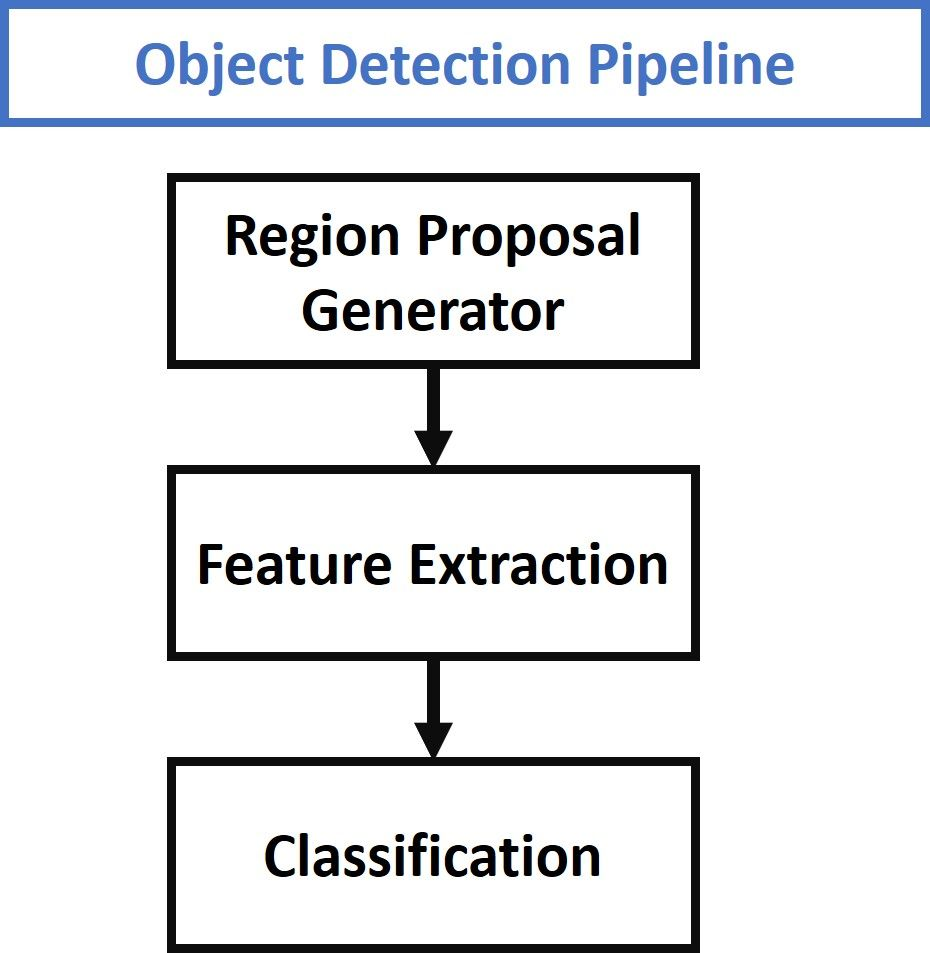 Object Detection Pipeline
Region Proposal
Generator
Feature Extraction
Classification